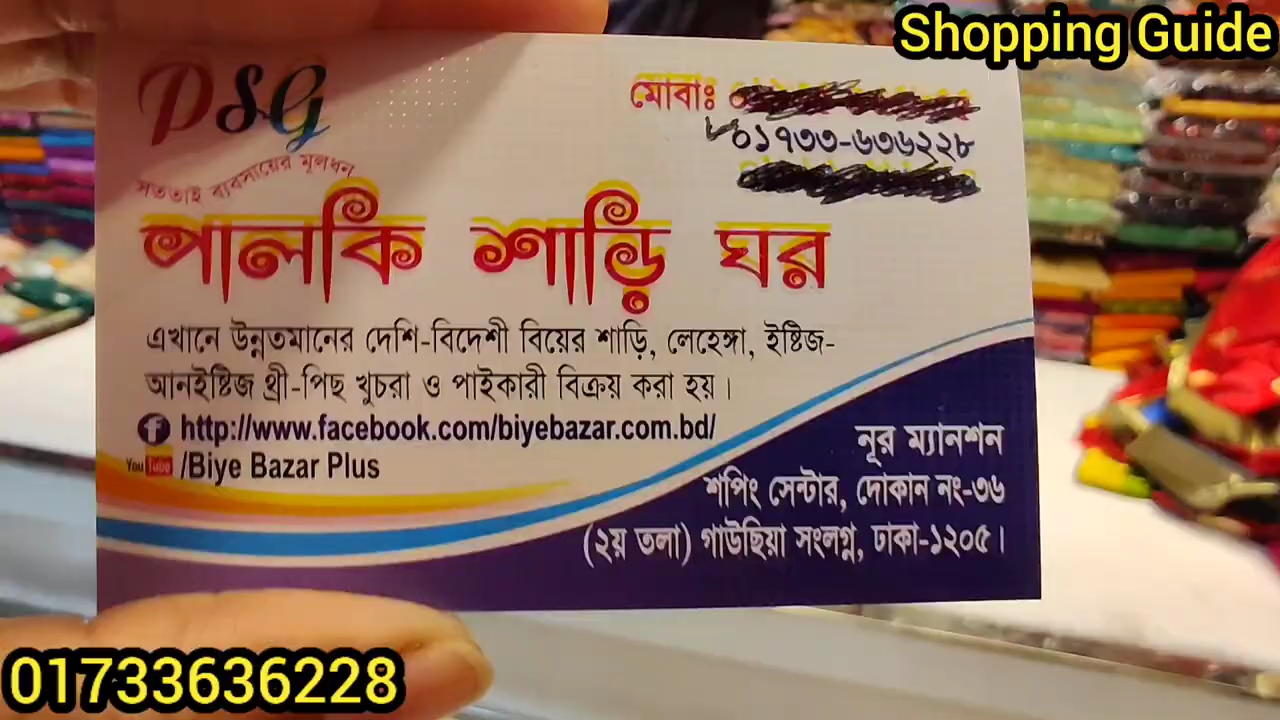 Shopping Guide
PSG
সততাই ব্যবসায়ের মূলধন
মোবাঃ
০১৭৩৩-৬৩৬২২৮
পালকি শাড়ি ঘর
এখানে উন্নতমানের দেশি-বিদেশী বিয়ের শাড়ি, লেহেঙ্গা, ইষ্টিজ-
আনইষ্টিজ থ্রী-পিছ খুচরা ও পাইকারী বিক্রয় করা হয়।
http://www.facebook.com/biyebazar.com.bd/
You Tube /Biye Bazar Plus
নূর ম্যানশন
শপিং সেন্টার, দোকান নং-৩৬
(২য় তলা) গাউছিয়া সংলগ্ন, ঢাকা-১২০৫।
01733636228